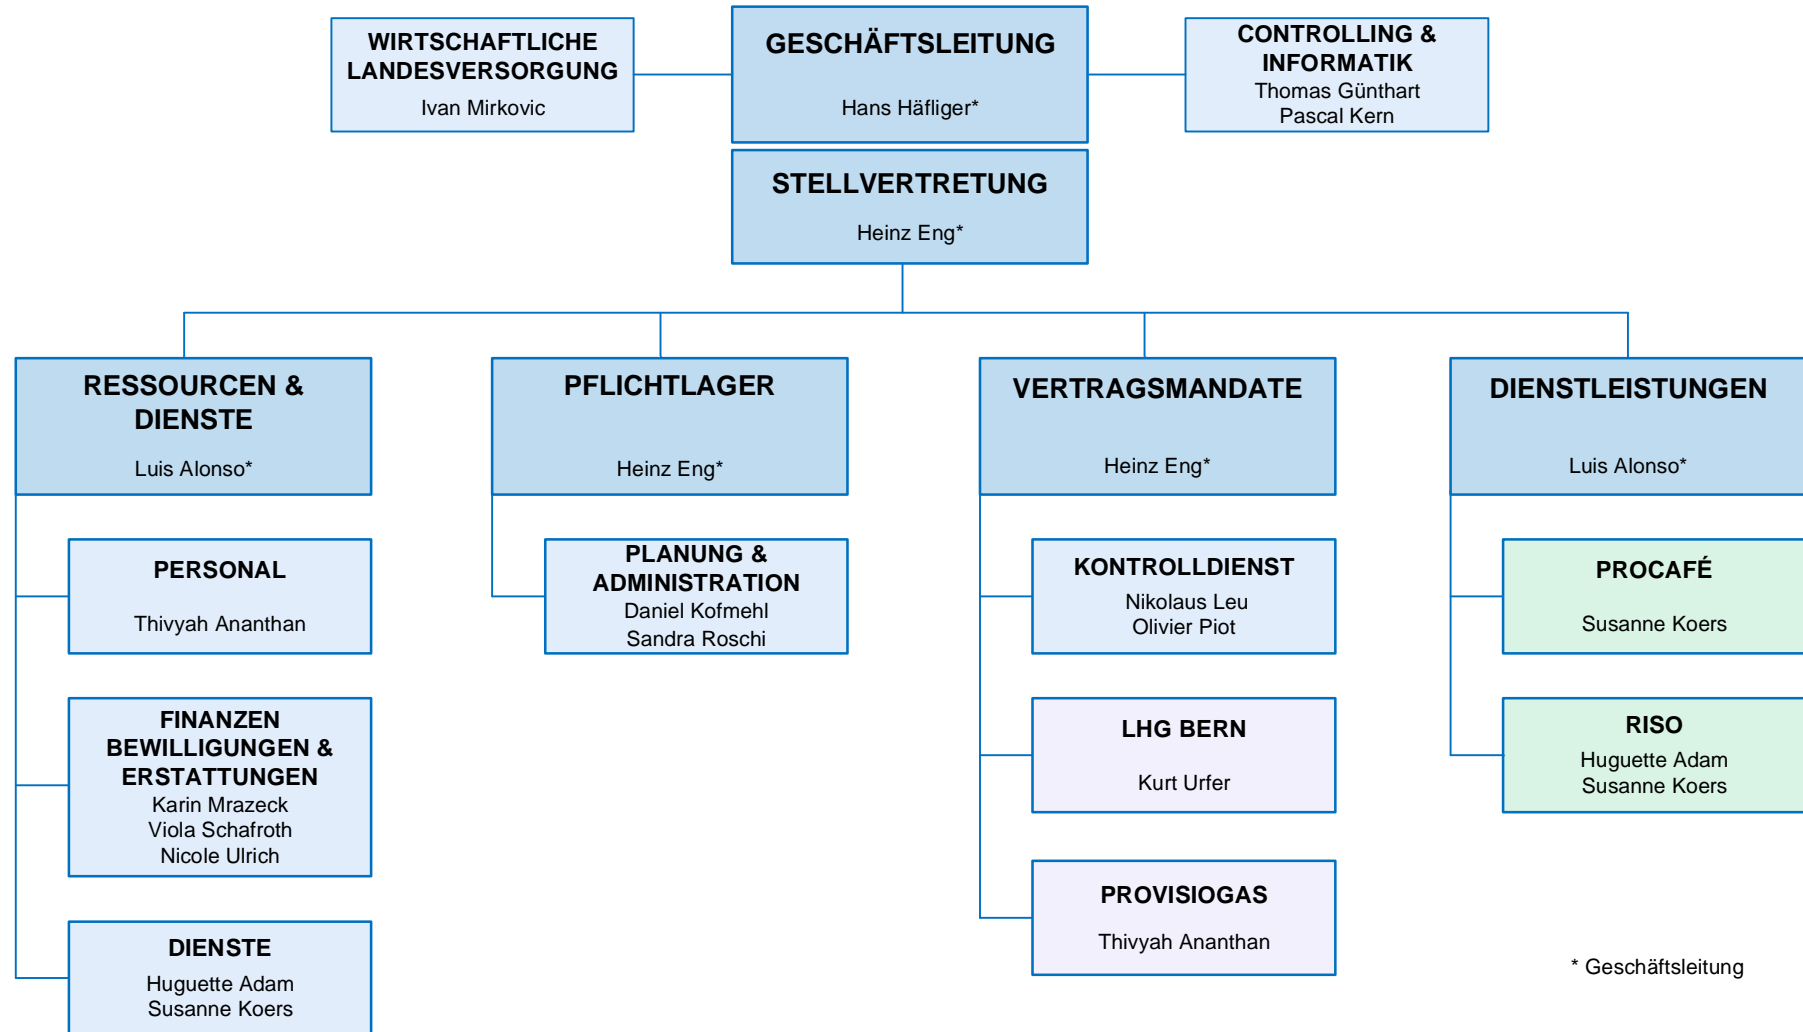 WIRTSCHAFTLICHE
LANDESVERSORGUNG
Ivan Mirkovic
GESCHÄFTSLEITUNG
Hans Häfliger*
CONTROLLING &
INFORMATIK
Thomas Günthart
Pascal Kern
STELLVERTRETUNG
Heinz Eng*
RESSOURCEN &
DIENSTE
Luis Alonso*
PFLICHTLAGER
Heinz Eng*
VERTRAGSMANDATE
Heinz Eng*
DIENSTLEISTUNGEN
Luis Alonso*
PERSONAL
Thivyah Ananthan
PLANUNG &
ADMINISTRATION
Daniel Kofmehl
Sandra Roschi
KONTROLLDIENST
Nikolaus Leu
Olivier Piot
PROCAFÉ
Susanne Koers
FINANZEN
BEWILLIGUNGEN &
ERSTATTUNGEN
Karin Mrazeck
Viola Schafroth
Nicole Ulrich
LHG BERN
Kurt Urfer
RISO
Huguette Adam
Susanne Koers
DIENSTE
Huguette Adam
Susanne Koers
PROVISIOGAS
Thivyah Ananthan
* Geschäftsleitung